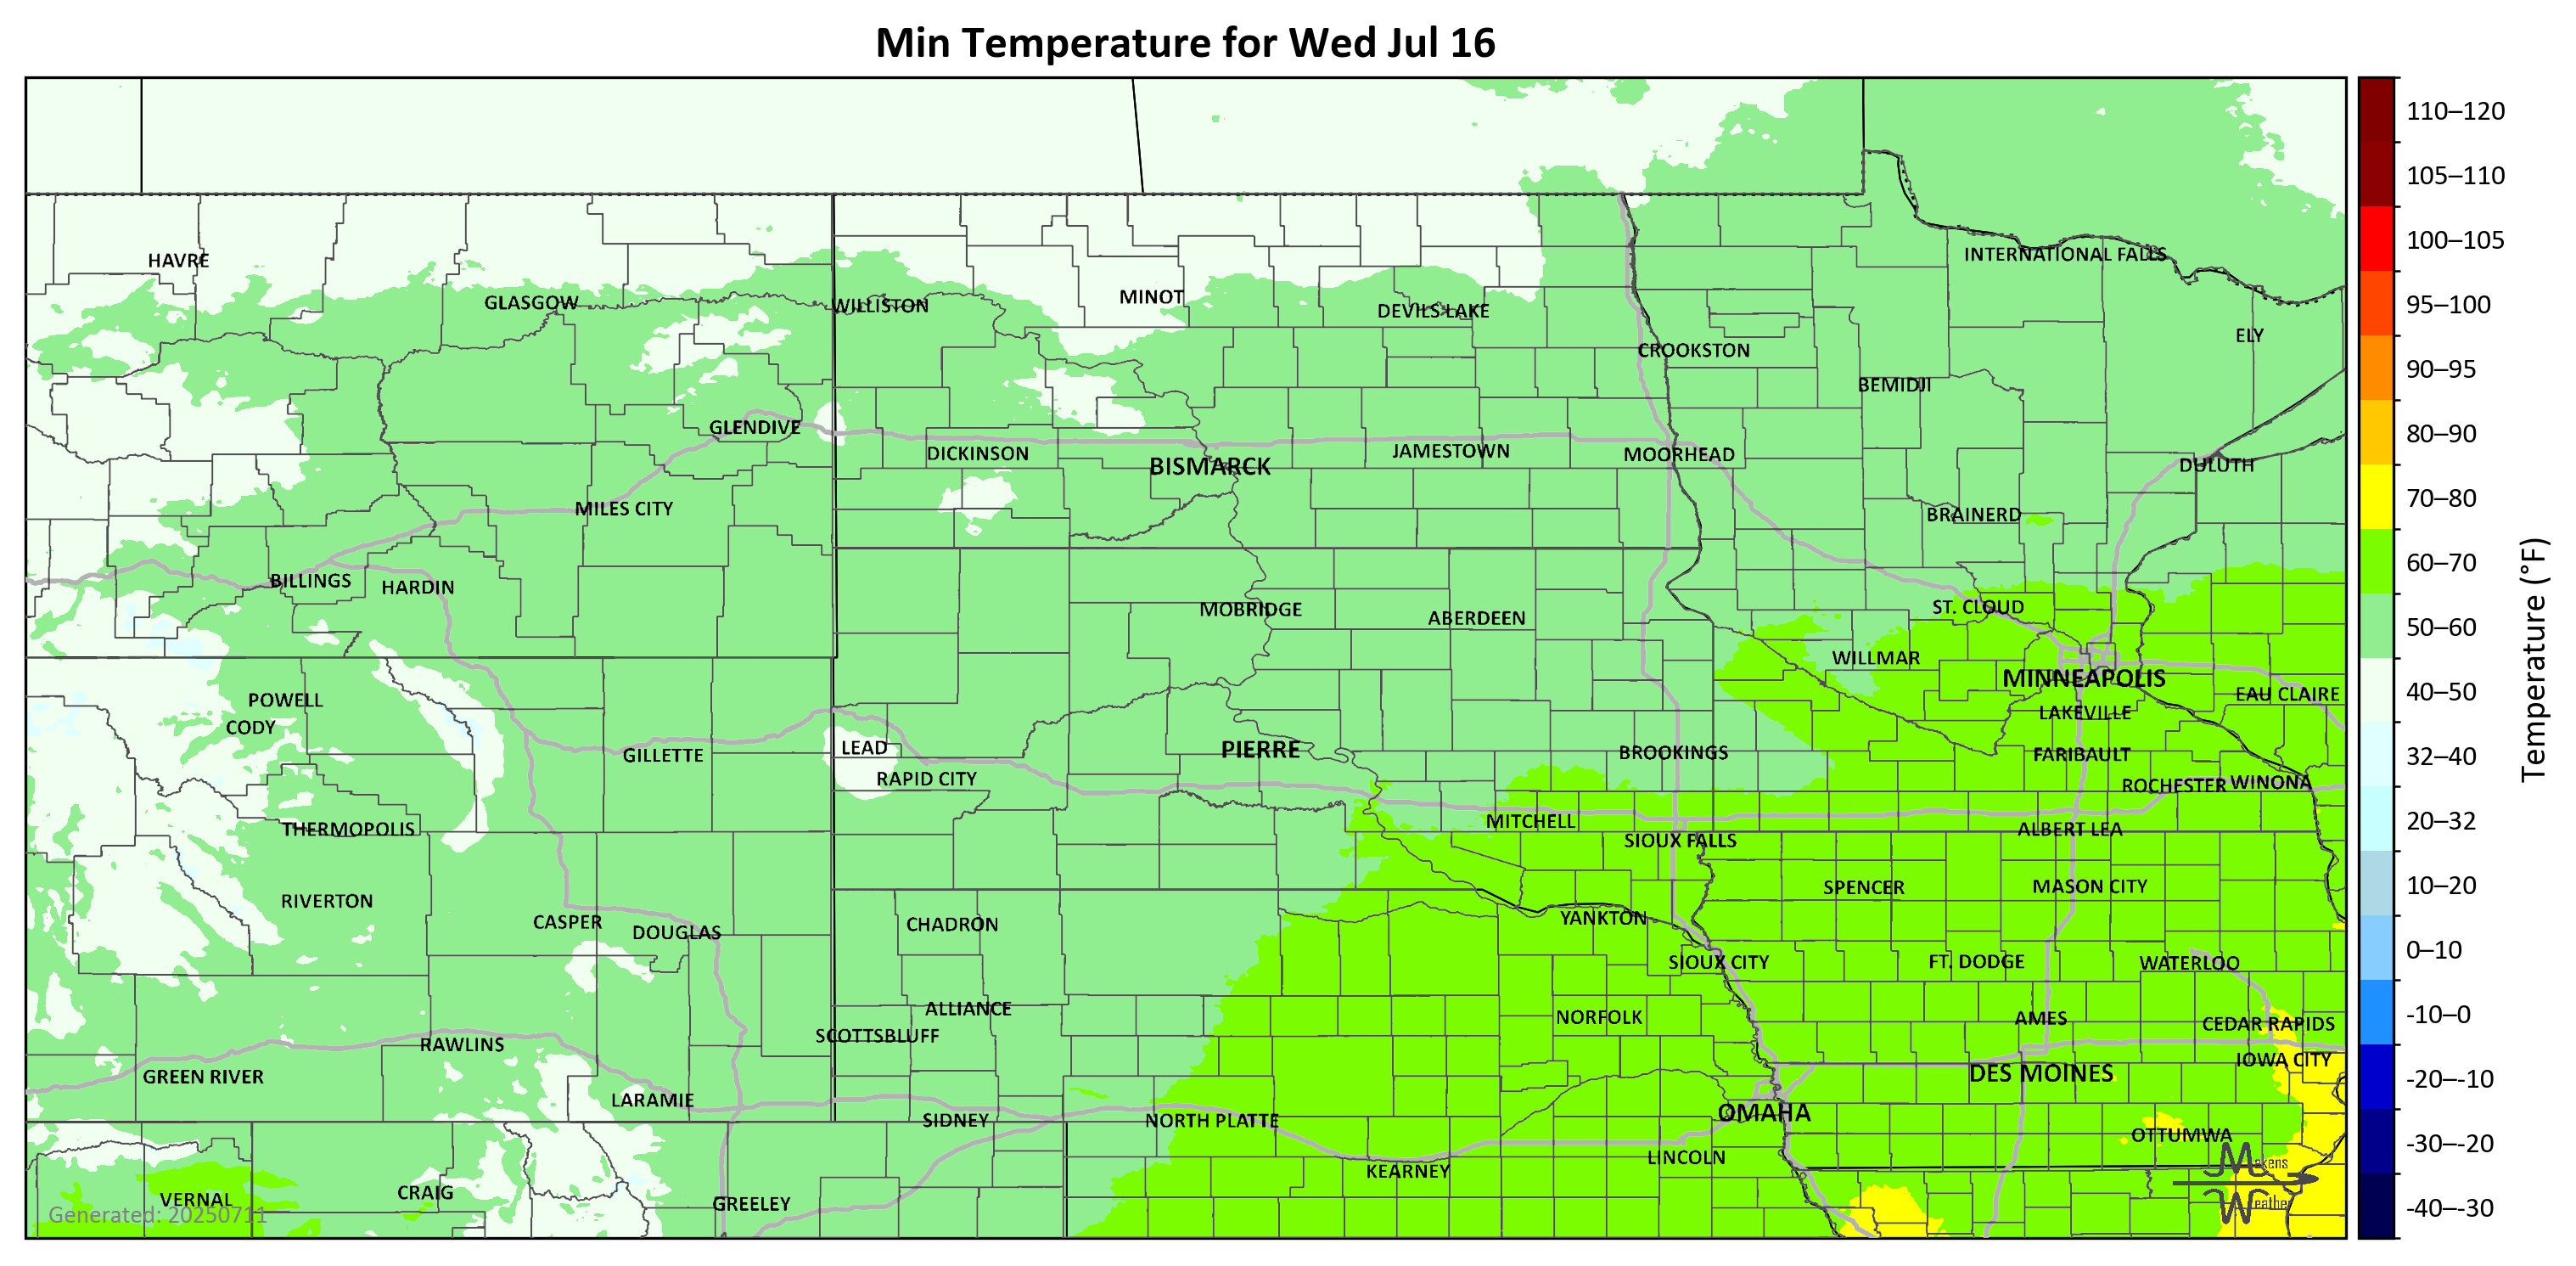 Min Temperature for Wed Jul 16
HAVRE
INTERNATIONAL FALLS
GLASGOW
WILLISTON
MINOT
DEVILS LAKE
ELY
CROOKSTON
BEMIDJI
GLENDIVE
DICKINSON
BISMARCK
JAMESTOWN
MOORHEAD
DULUTH
MILES CITY
BRAINERD
BILLINGS
HARDIN
MOBRIDGE
ABERDEEN
ST. CLOUD
WILLMAR
MINNEAPOLIS
POWELL
EAU CLAIRE
CODY
LAKEVILLE
GILLETTE
LEAD
PIERRE
BROOKINGS
FARIBAULT
RAPID CITY
ROCHESTER
WINONA
THERMOPOLIS
MITCHELL
ALBERT LEA
SIOUX FALLS
RIVERTON
SPENCER
MASON CITY
CASPER
DOUGLAS
CHADRON
YANKTON
SIOUX CITY
FT. DODGE
WATERLOO
ALLIANCE
NORFOLK
AMES
CEDAR RAPIDS
SCOTTSBLUFF
RAWLINS
IOWA CITY
GREEN RIVER
DES MOINES
LARAMIE
SIDNEY
NORTH PLATTE
OMAHA
OTTUMWA
LINCOLN
KEARNEY
VERNAL
CRAIG
GREELEY
Generated: 20250711
Makens
Weather
110–120
105–110
100–105
95–100
90–95
80–90
70–80
60–70
50–60
40–50
32–40
20–32
10–20
0–10
-10–0
-20–-10
-30–-20
-40–-30
Temperature (°F)